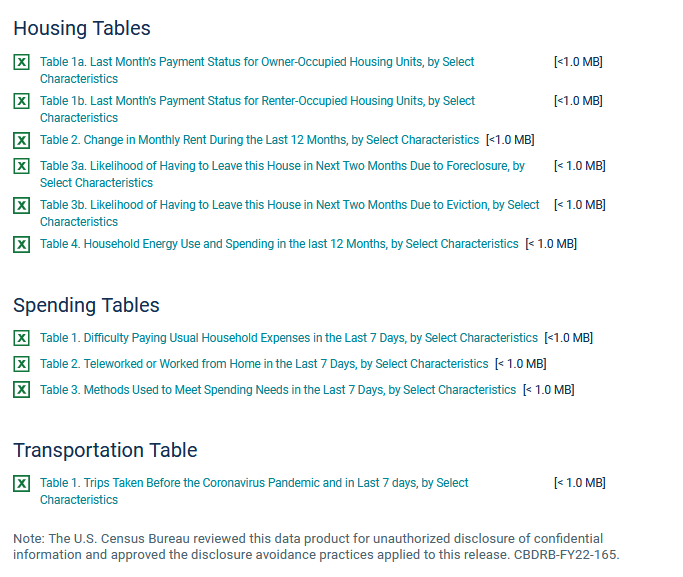 Housing Tables
Table 1a. Last Month's Payment Status for Owner-Occupied Housing Units, by Select [<1.0 MB]
Characteristics
Table 1b. Last Month's Payment Status for Renter-Occupied Housing Units, by Select [<1.0 MB]
Characteristics
Table 2. Change in Monthly Rent During the Last 12 Months, by Select Characteristics [<1.0 MB]
Table 3a. Likelihood of Having to Leave this House in Next Two Months Due to Foreclosure, by [< 1.0 MB]
Select Characteristics
Table 3b. Likelihood of Having to Leave this House in Next Two Months Due to Eviction, by Select [< 1.0 MB]
Characteristics
Table 4. Household Energy Use and Spending in the last 12 Months, by Select Characteristics [< 1.0 MB]
Spending Tables
Table 1. Difficulty Paying Usual Household Expenses in the Last 7 Days, by Select Characteristics [<1.0 MB]
Table 2. Teleworked or Worked from Home in the Last 7 Days, by Select Characteristics [< 1.0 MB]
Table 3. Methods Used to Meet Spending Needs in the Last 7 Days, by Select Characteristics [< 1.0 MB]
Transportation Table
Table 1. Trips Taken Before the Coronavirus Pandemic and in Last 7 days, by Select [< 1.0 MB]
Characteristics
Note: The U.S. Census Bureau reviewed this data product for unauthorized disclosure of confidential
information and approved the disclosure avoidance practices applied to this release. CBDRB-FY22-165.